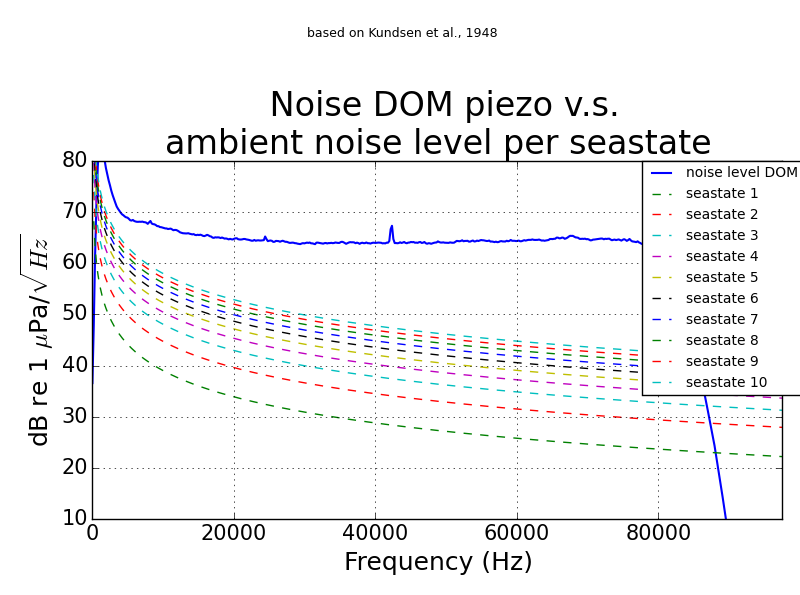 based on Kundsen et al., 1948
Noise DOM piezo v.s.
ambient noise level per seastate
80
70
60
50
40
30
20
10
dB re 1 μPa/√Hz
0 20000 40000 60000 80000
Frequency (Hz)
noise level DOM
seastate 1
seastate 2
seastate 3
seastate 4
seastate 5
seastate 6
seastate 7
seastate 8
seastate 9
seastate 10